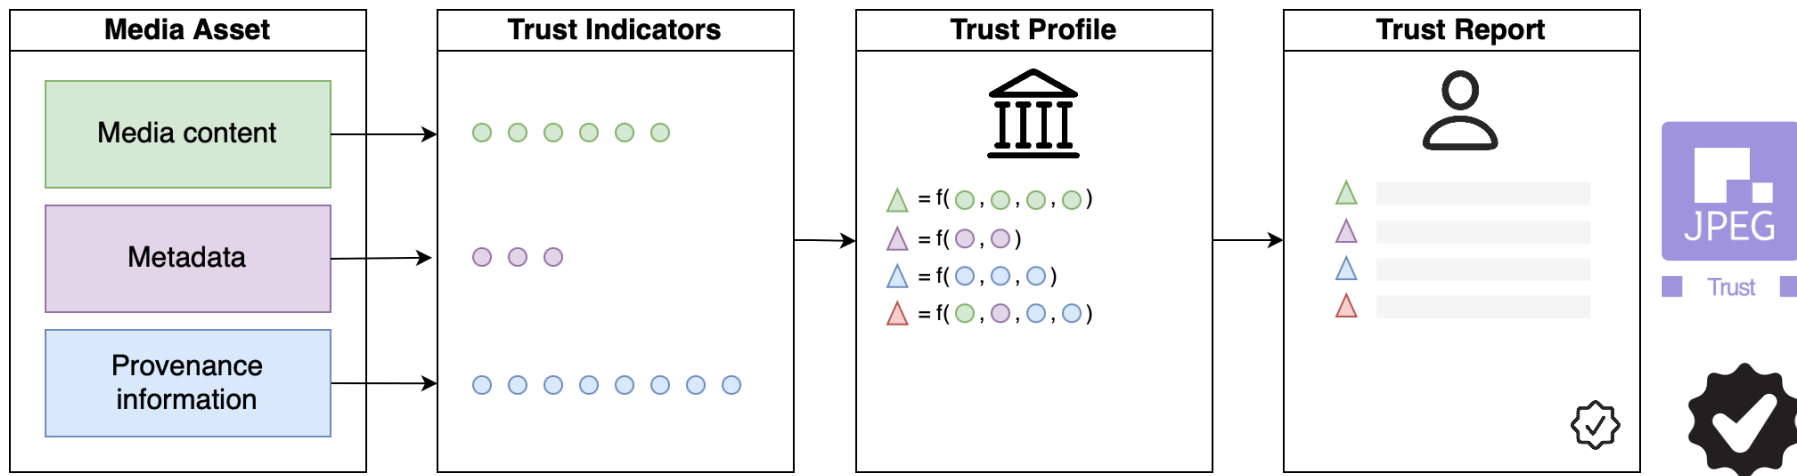 Media Asset
Trust Indicators
Trust Profile
Trust Report
Media content
Metadata
Provenance
information
= f( , , , )
= f( , )
= f( , , )
= f( , , , )
JPEG
Trust